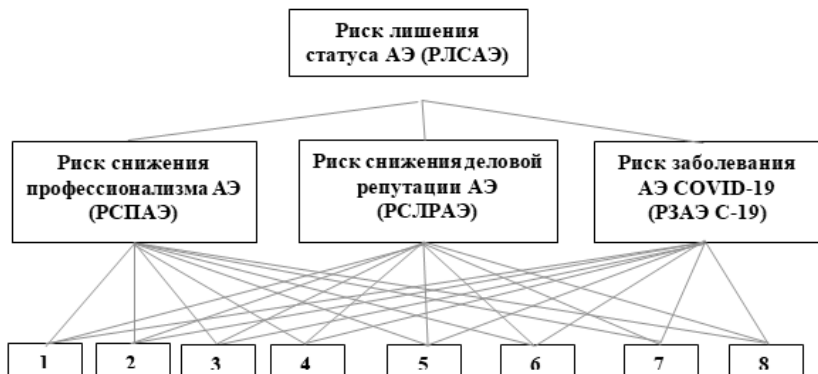 Риск лишения
статуса АЭ (РЛСАЭ)
Риск снижения
профессионализма АЭ
(РСПАЭ)
Риск снижения деловой
репутации АЭ
(РСЛРАЭ)
Риск заболевания
АЭ COVID-19
(РЗАЭ С-19)
1 2 3 4 5 6 7 8